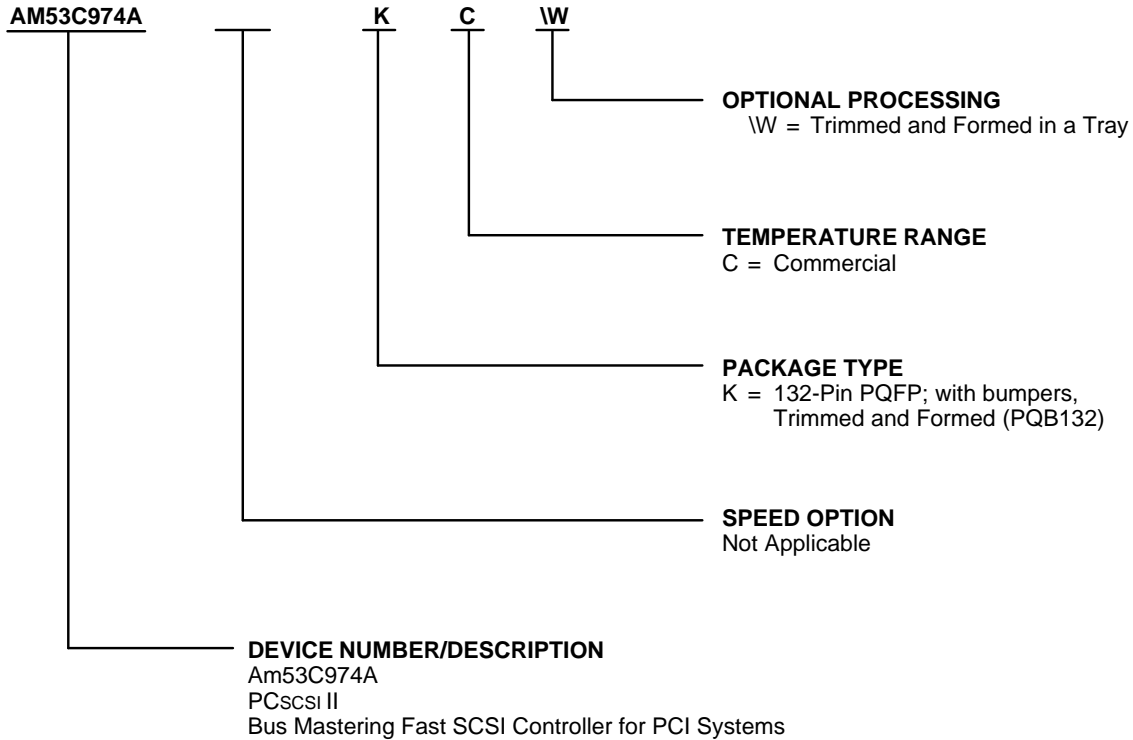 AM53C974A K C \W
OPTIONAL PROCESSING
\W = Trimmed and Formed in a Tray
TEMPERATURE RANGE
C = Commercial
PACKAGE TYPE
K = 132-Pin PQFP; with bumpers,
Trimmed and Formed (PQB132)
SPEED OPTION
Not Applicable
DEVICE NUMBER/DESCRIPTION
Am53C974A
PCSCSI II
Bus Mastering Fast SCSI Controller for PCI Systems